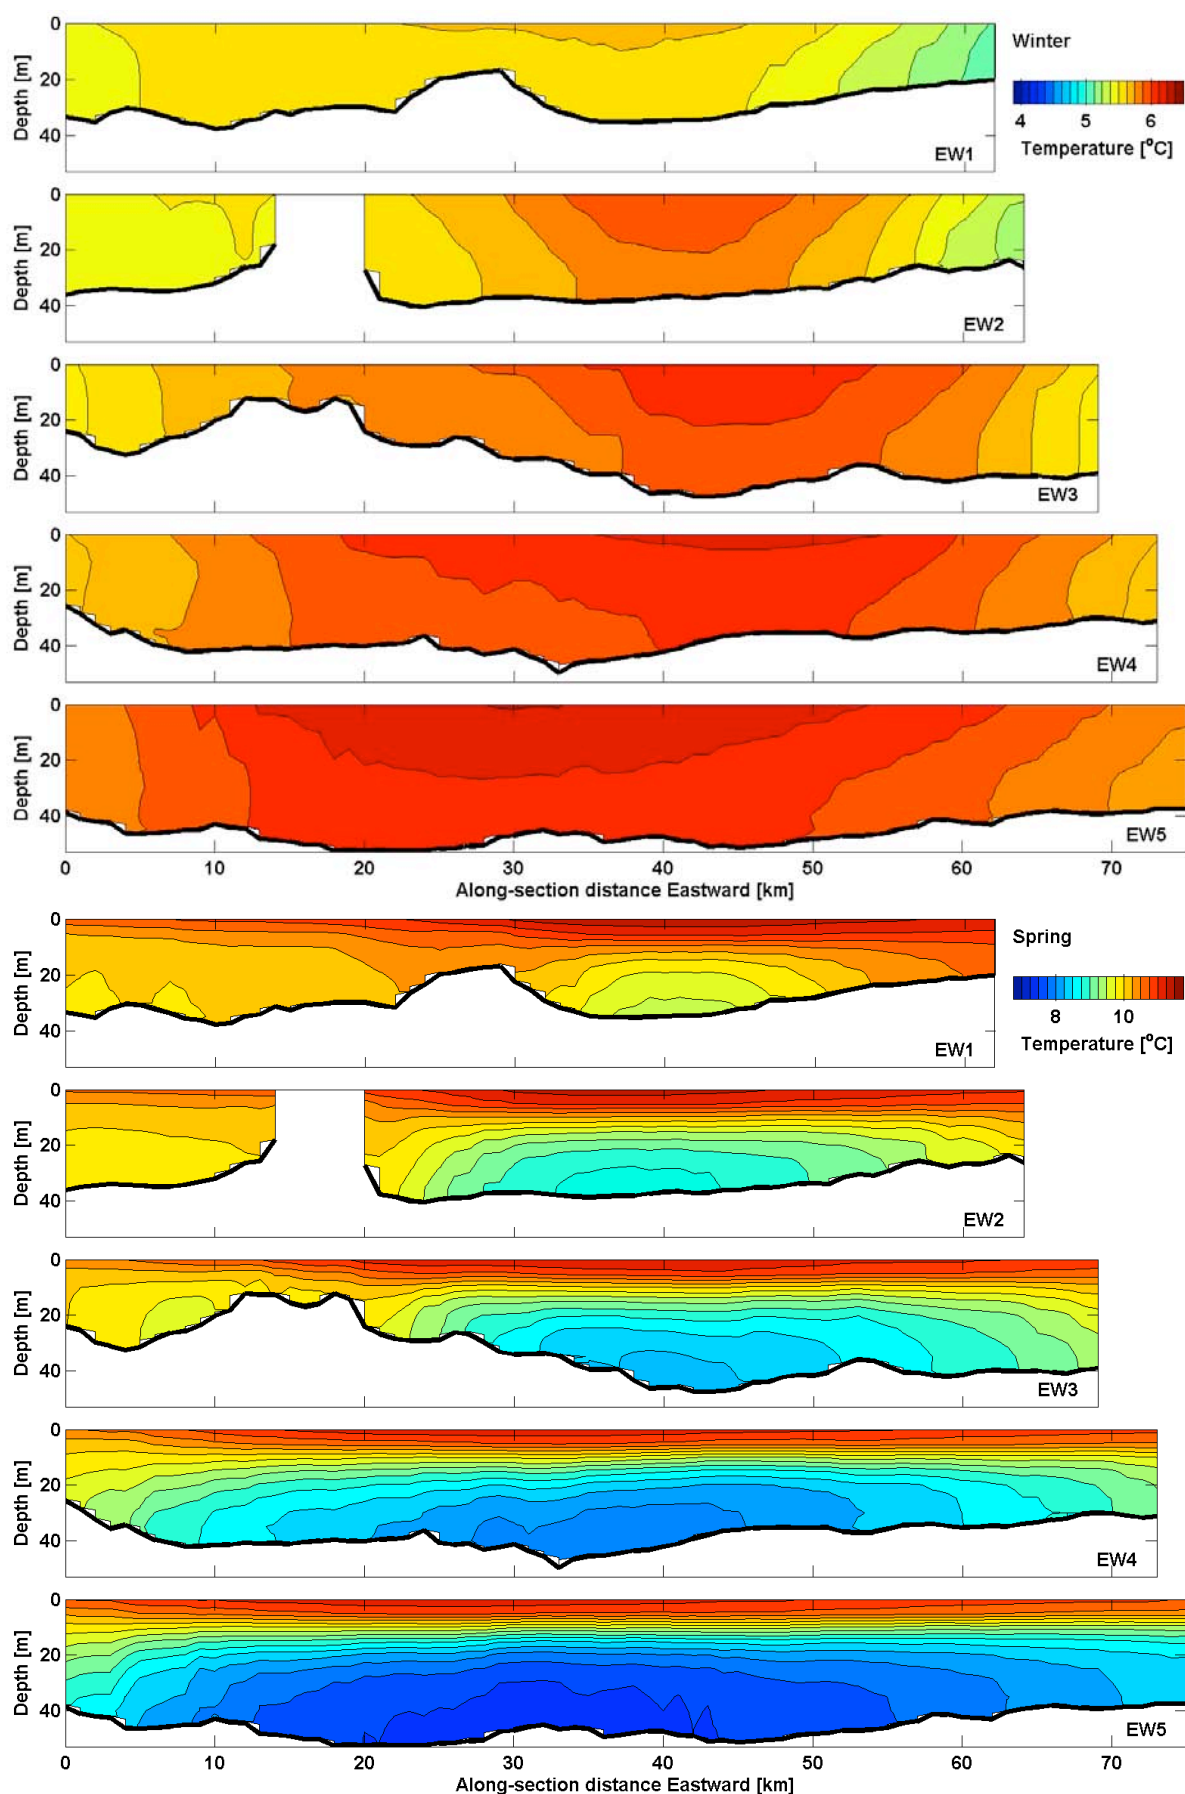 0
20
40
Depth [m]
EW1
Winter
4 5 6
Temperature [°C]
0
20
40
Depth [m]
EW2
0
20
40
Depth [m]
EW3
0
20
40
Depth [m]
EW4
0
20
40
Depth [m]
EW5
0 10 20 30 40 50 60 70
Along-section distance Eastward [km]
0
20
40
Depth [m]
EW1
Spring
8 10
Temperature [°C]
0
20
40
Depth [m]
EW2
0
20
40
Depth [m]
EW3
0
20
40
Depth [m]
EW4
0
20
40
Depth [m]
EW5
0 10 20 30 40 50 60 70
Along-section distance Eastward [km]